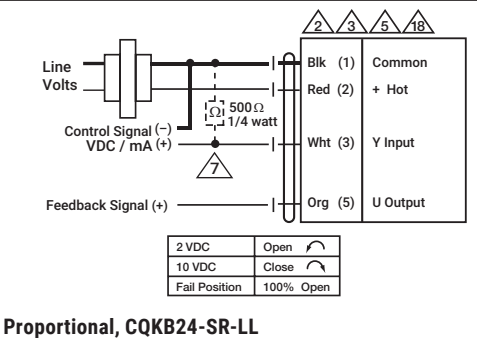 2 3 5 18
Line
Volts
Blk (1) Common
Red (2) + Hot
Ω 500 Ω
1/4 watt
Control Signal (–)
VDC / mA (+)
Wht (3) Y Input
7
Feedback Signal (+)
Org (5) U Output
2 VDC Open
10 VDC Close
Fail Position 100% Open
Proportional, CQKB24-SR-LL